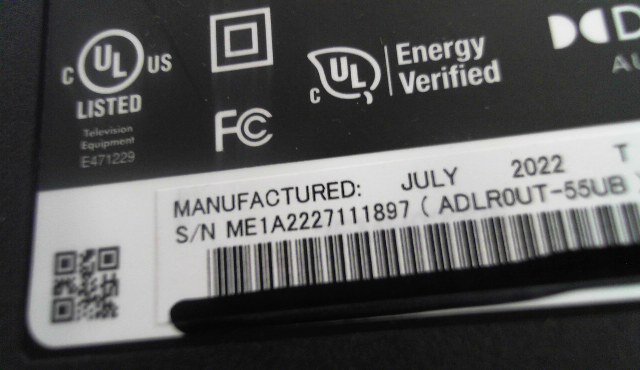 C UL US
LISTED
Television
Equipment
E471229
FC
C UL
Energy
Verified
MANUFACTURED: JULY 2022 T
S/N ME1A2227111897 ( ADLR0UT-55UB